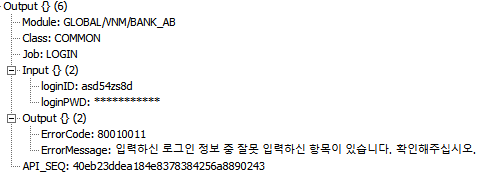 Output {} (6)
Module: GLOBAL/VNM/BANK_AB
Class: COMMON
Job: LOGIN
Input {} (2)
loginID: asd54zs8d
loginPWD: ***********
Output {} (2)
ErrorCode: 80010011
ErrorMessage: 입력하신 로그인 정보 중 잘못 입력하신 항목이 있습니다. 확인해주십시오.
API_SEQ: 40eb23ddea184e8378384256a8890243